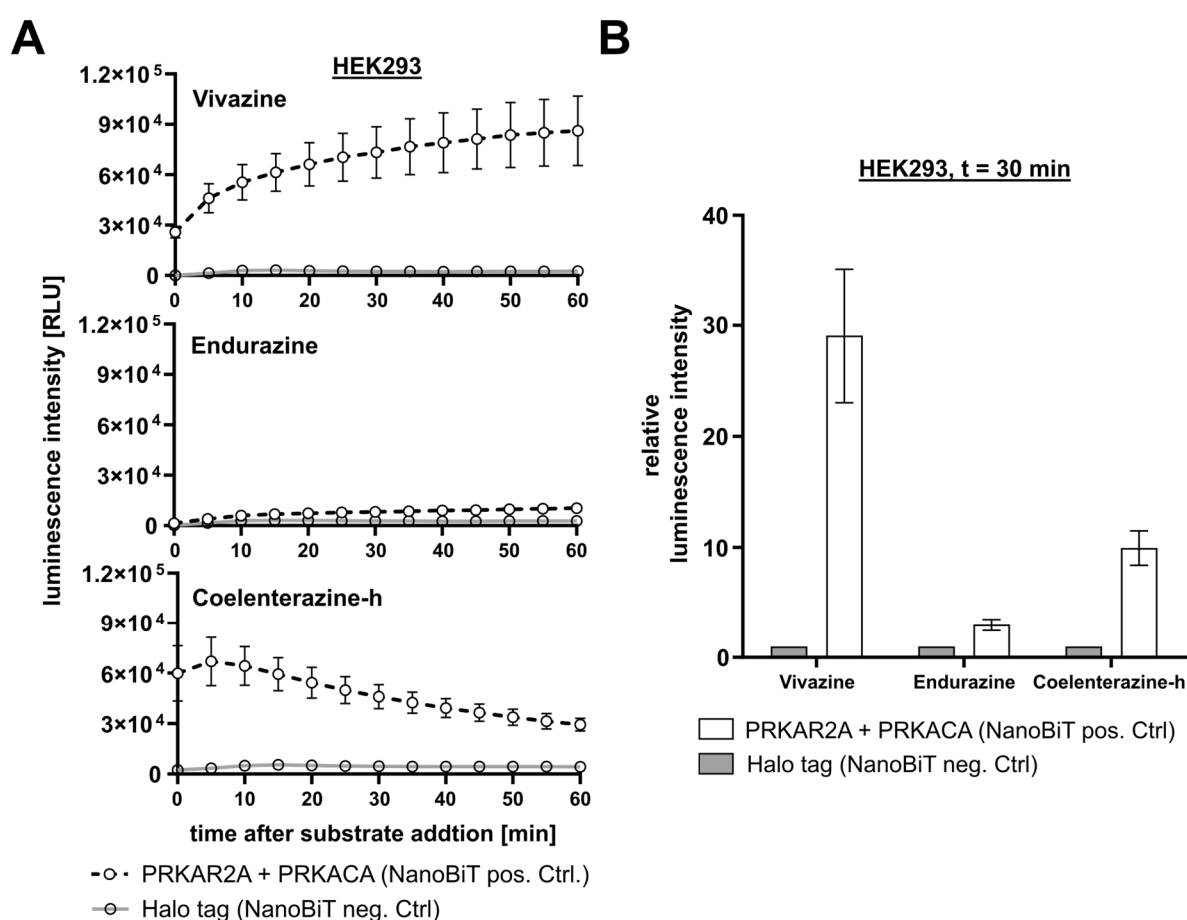 A
HEK293
Vivazine
1.2×10⁵
9×10⁴
6×10⁴
3×10⁴
0
0 10 20 30 40 50 60
Endurazine
1.2×10⁵
9×10⁴
6×10⁴
3×10⁴
0
0 10 20 30 40 50 60
Coelenterazine-h
1.2×10⁵
9×10⁴
6×10⁴
3×10⁴
0
0 10 20 30 40 50 60
luminescence intensity [RLU]
time after substrate addtion [min]
PRKAR2A + PRKACA (NanoBiT pos. Ctrl.)
Halo tag (NanoBiT neg. Ctrl)
B
HEK293, t = 30 min
relative
luminescence intensity
40
30
20
10
0
Vivazine Endurazine Coelenterazine-h
PRKAR2A + PRKACA (NanoBiT pos. Ctrl)
Halo tag (NanoBiT neg. Ctrl)